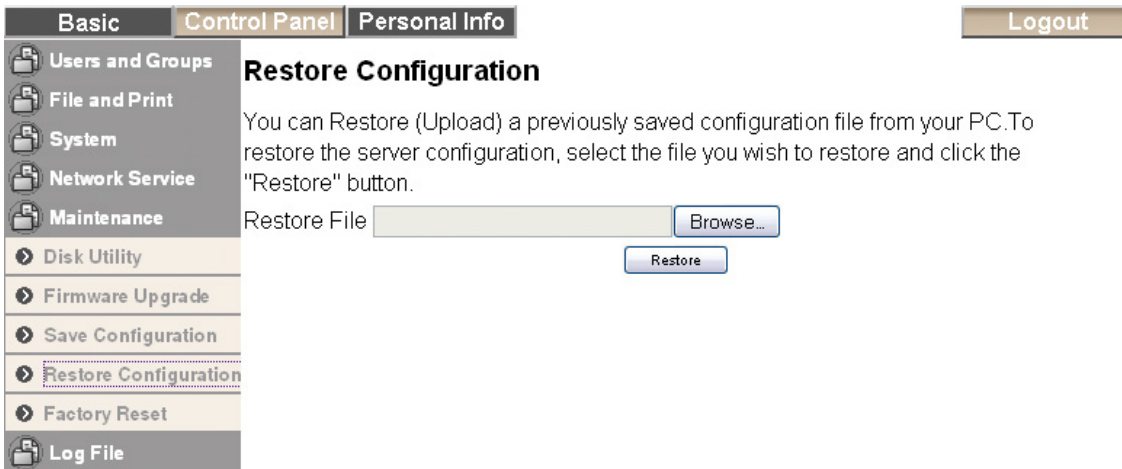 Basic Control Panel Personal Info Logout
Users and Groups
File and Print
System
Network Service
Maintenance
Disk Utility
Firmware Upgrade
Save Configuration
Restore Configuration
Factory Reset
Log File
Restore Configuration
You can Restore (Upload) a previously saved configuration file from your PC.To
restore the server configuration, select the file you wish to restore and click the
"Restore" button.
Restore File Browse...
Restore